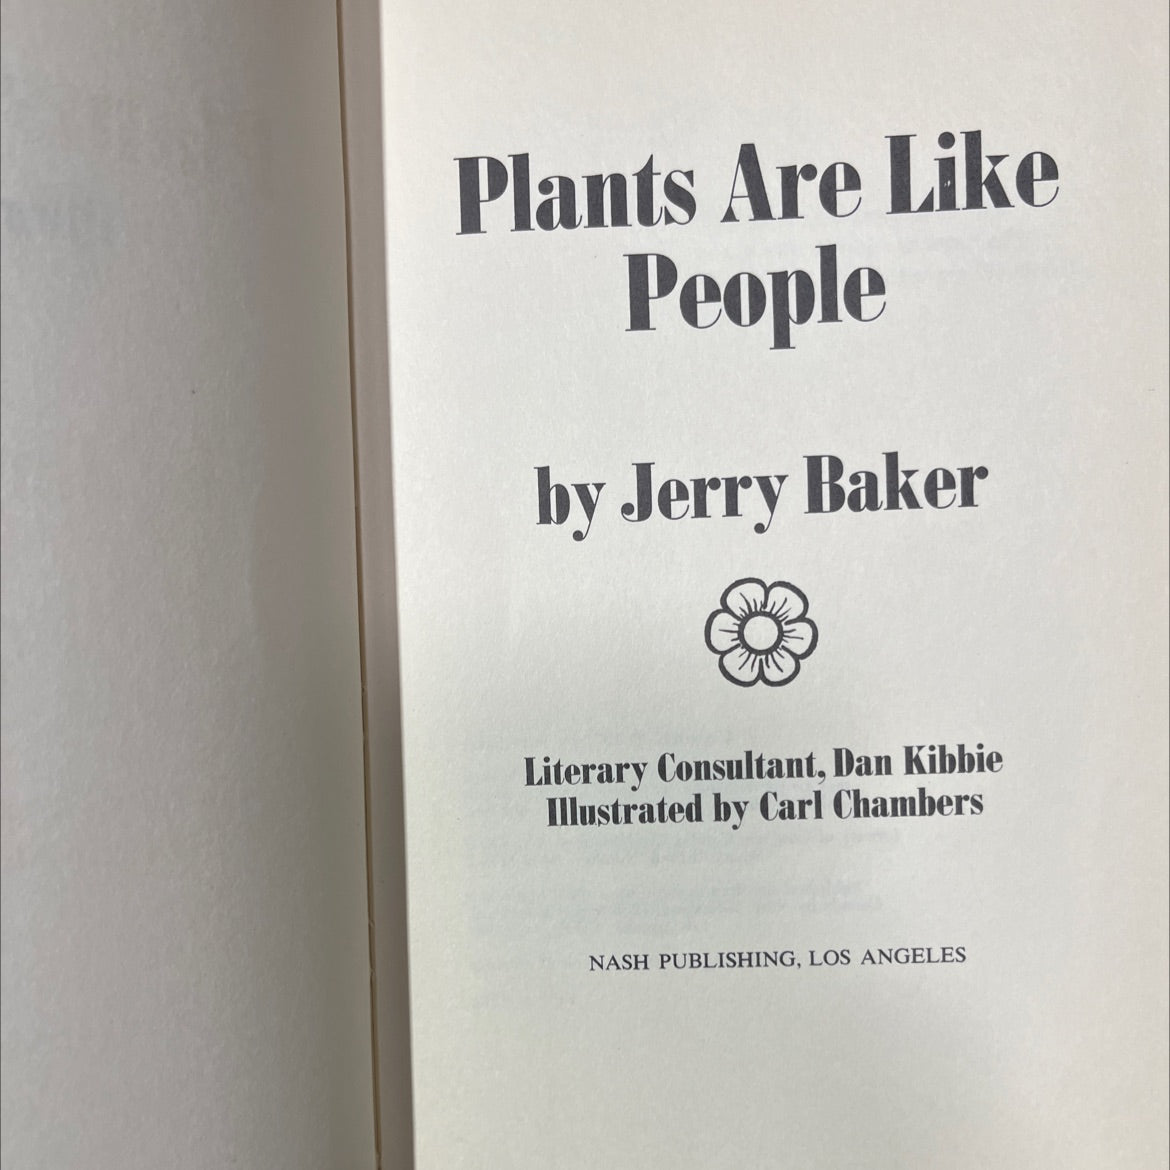 Plants Are Like
People
by Jerry Baker
Literary Consultant, Dan Kibbie
Illustrated by Carl Chambers
NASH PUBLISHING, LOS ANGELES